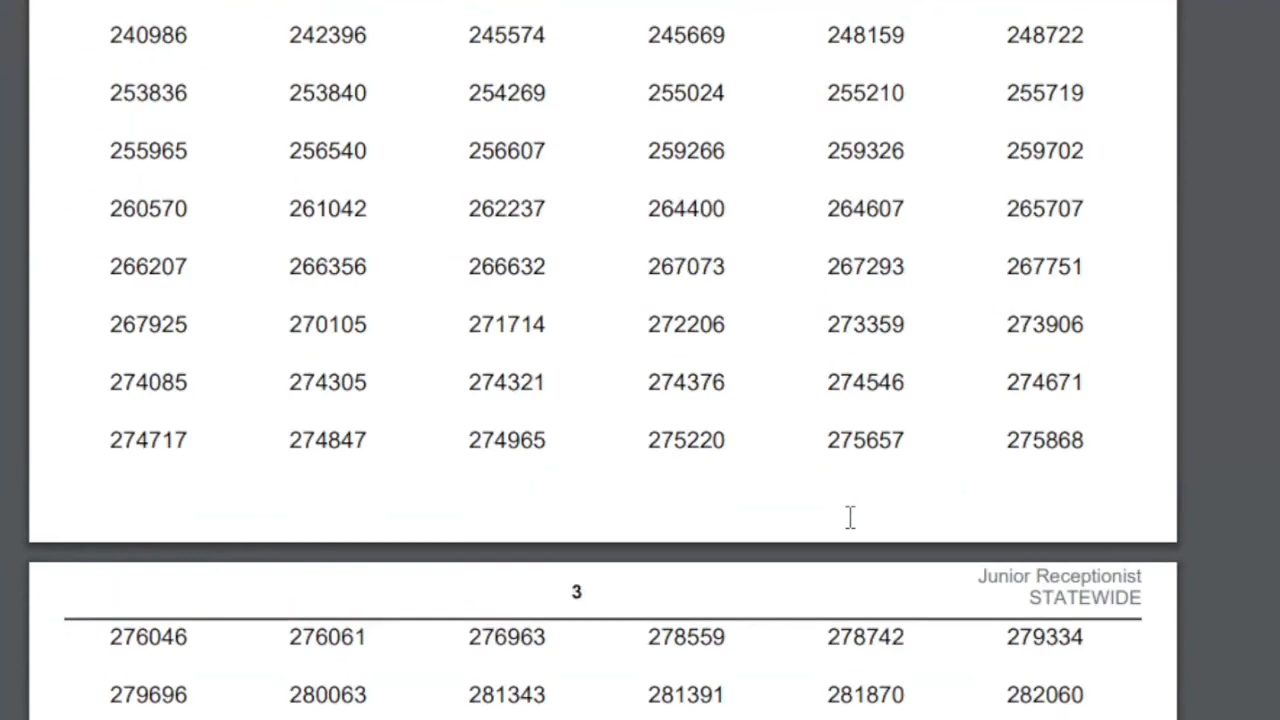 240986 242396 245574 245669 248159 248722
253836 253840 254269 255024 255210 255719
255965 256540 256607 259266 259326 259702
260570 261042 262237 264400 264607 265707
266207 266356 266632 267073 267293 267751
267925 270105 271714 272206 273359 273906
274085 274305 274321 274376 274546 274671
274717 274847 274965 275220 275657 275868
Junior Receptionist
3
STATEWIDE
276046 276061 276963 278559 278742 279334
279696 280063 281343 281391 281870 282060